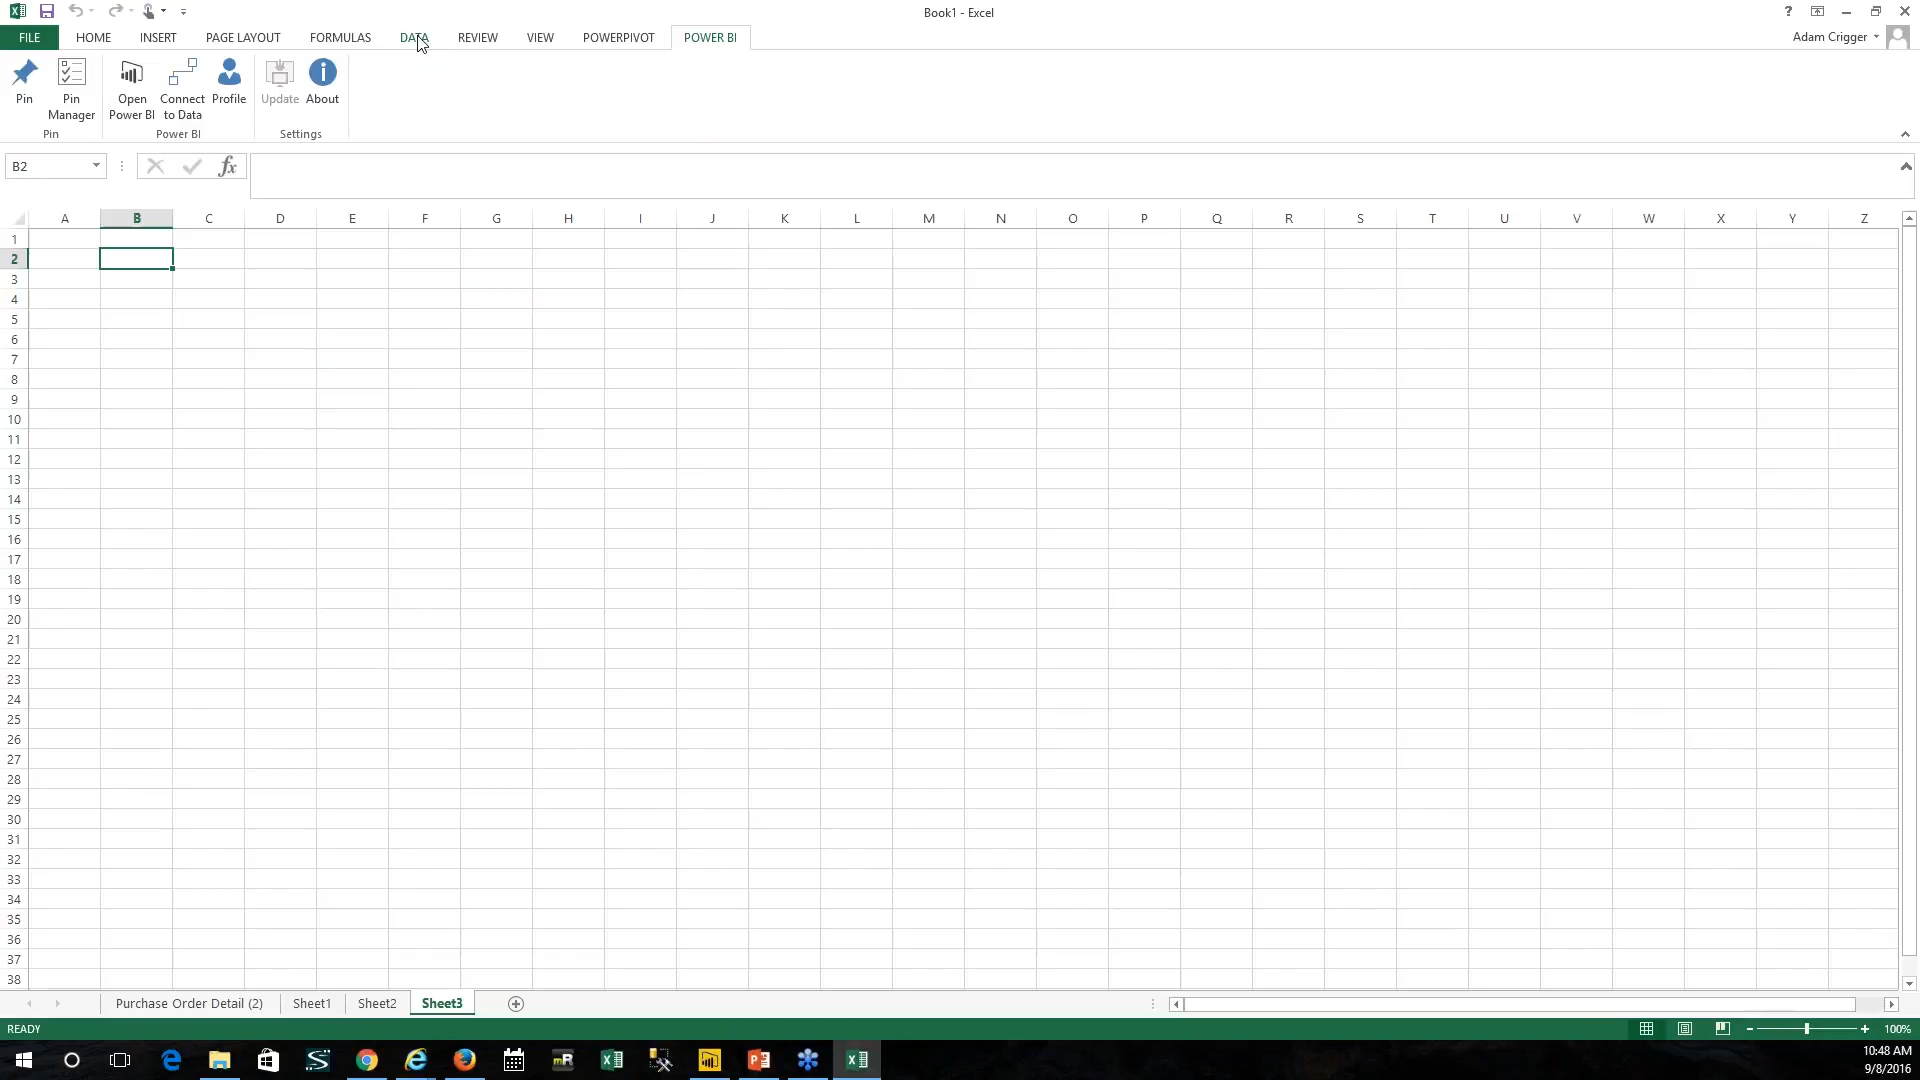 Book1 - Excel
?
FILE HOME INSERT PAGE LAYOUT FORMULAS DATA REVIEW VIEW POWERPIVOT POWER BI
Adam Crigger
Pin
Pin Manager
Open Power BI
Connect to Data
Profile
Update
About
Pin
Power BI
Settings
B2
fx
A B C D E F G H I J K L M N O P Q R S T U V W X Y Z
1
2
3
4
5
6
7
8
9
10
11
12
13
14
15
16
17
18
19
20
21
22
23
24
25
26
27
28
29
30
31
32
33
34
35
36
37
38
Purchase Order Detail (2) Sheet1 Sheet2 Sheet3
READY
100%
10:48 AM
9/8/2016